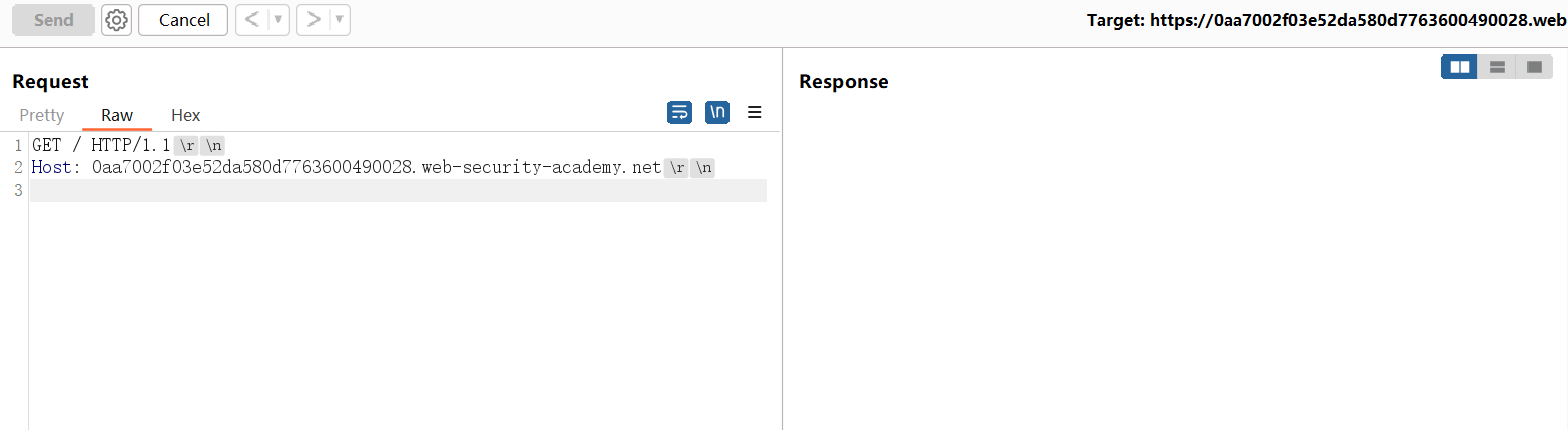 Send Cancel < > Target: https://0aa7002f03e52da580d7763600490028.web
Request Response
Pretty Raw Hex \n
1 GET / HTTP/1.1 \r \n
2 Host: 0aa7002f03e52da580d7763600490028.web-security-academy.net \r \n
3